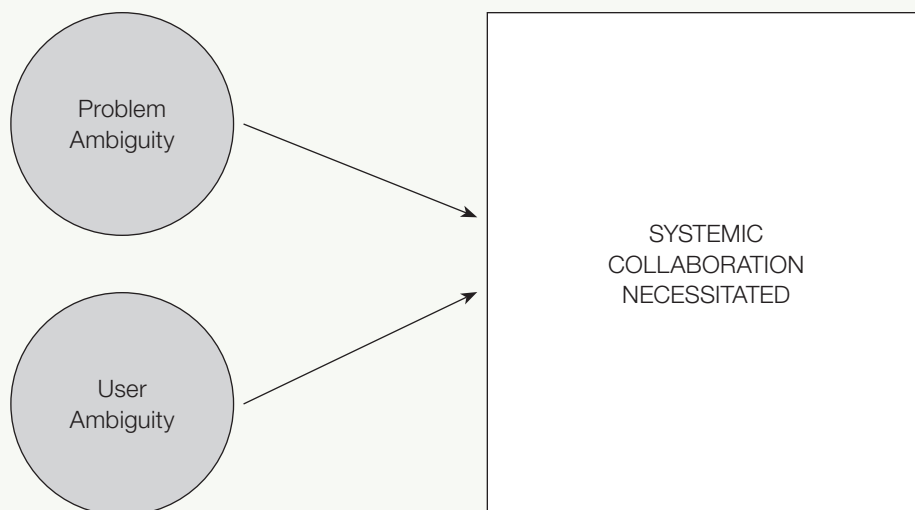 Problem
Ambiguity
SYSTEMIC
COLLABORATION
NECESSITATED
User
Ambiguity